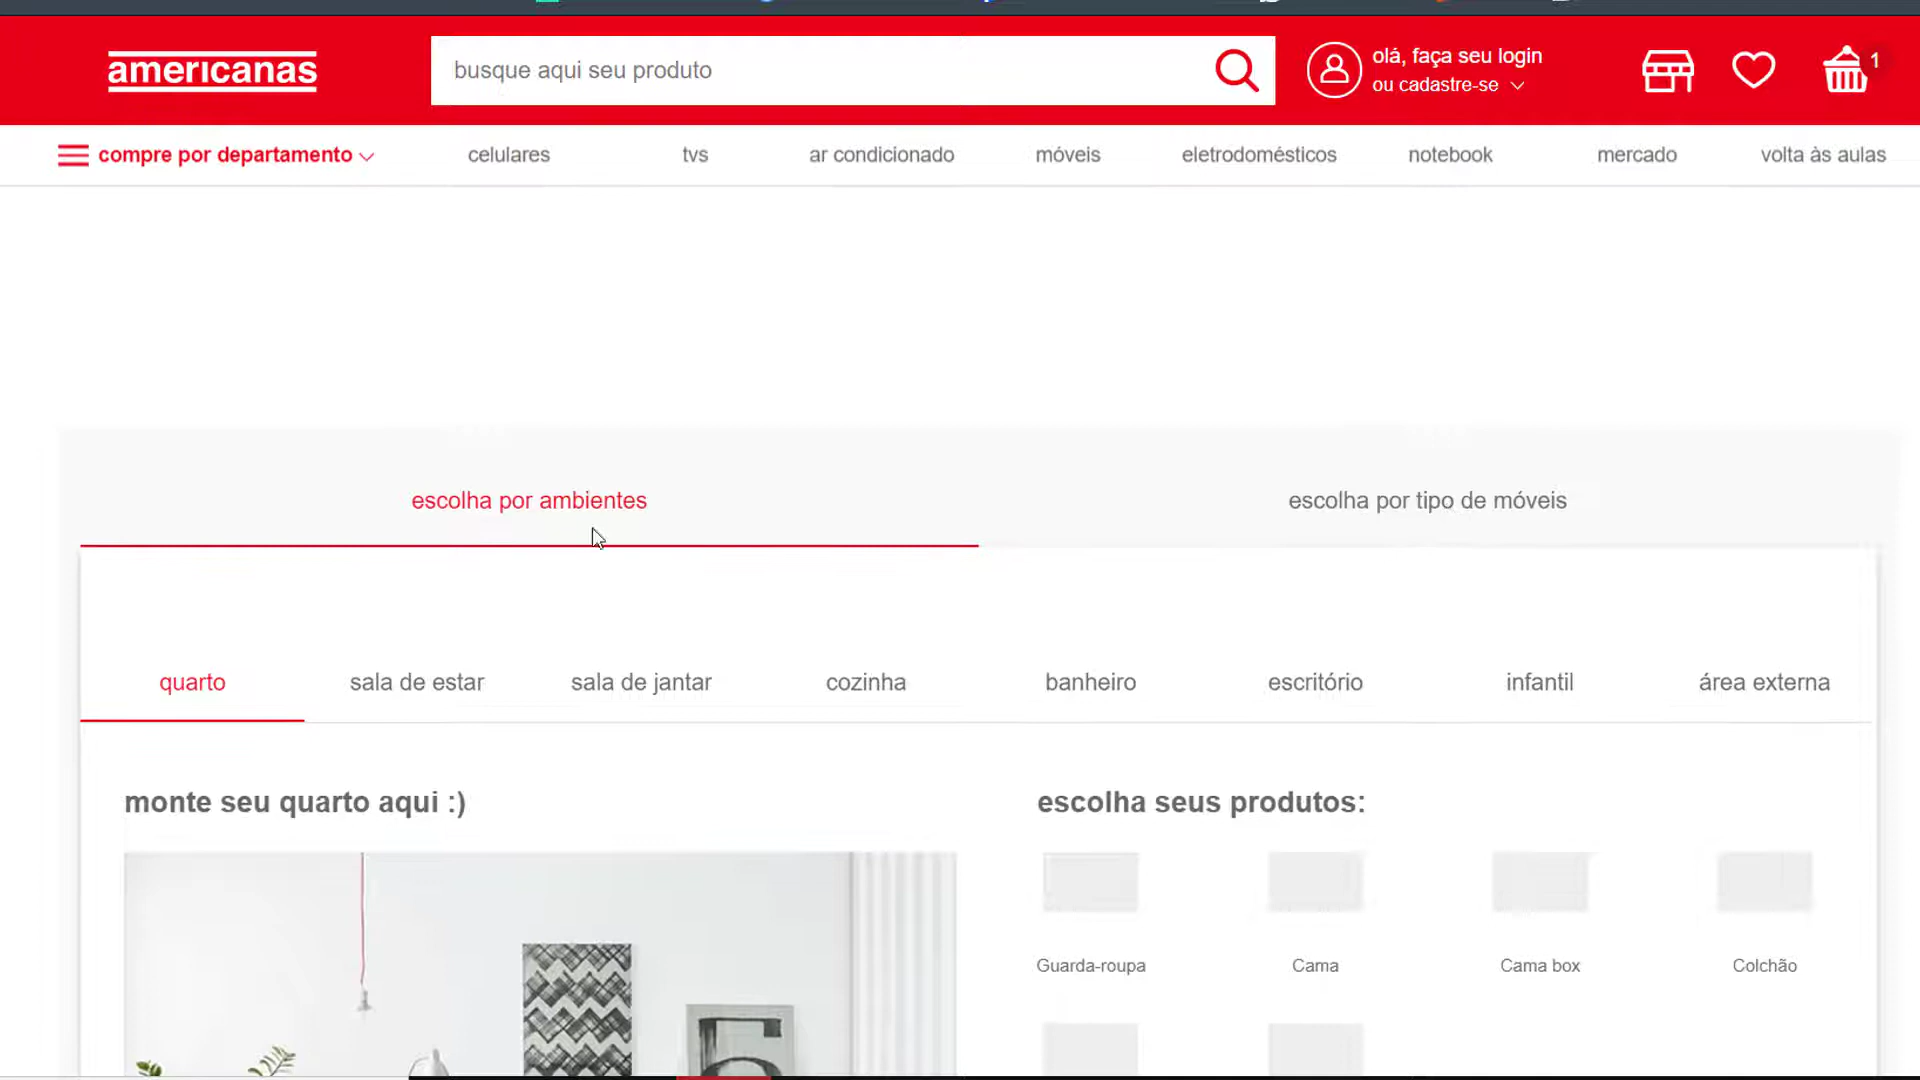 americanas
busque aqui seu produto
olá, faça seu login
ou cadastre-se
1
compre por departamento
celulares
tvs
ar condicionado
móveis
eletrodomésticos
notebook
mercado
volta às aulas
escolha por ambientes
escolha por tipo de móveis
quarto
sala de estar
sala de jantar
cozinha
banheiro
escritório
infantil
área externa
monte seu quarto aqui :)
escolha seus produtos:
Guarda-roupa
Cama
Cama box
Colchão